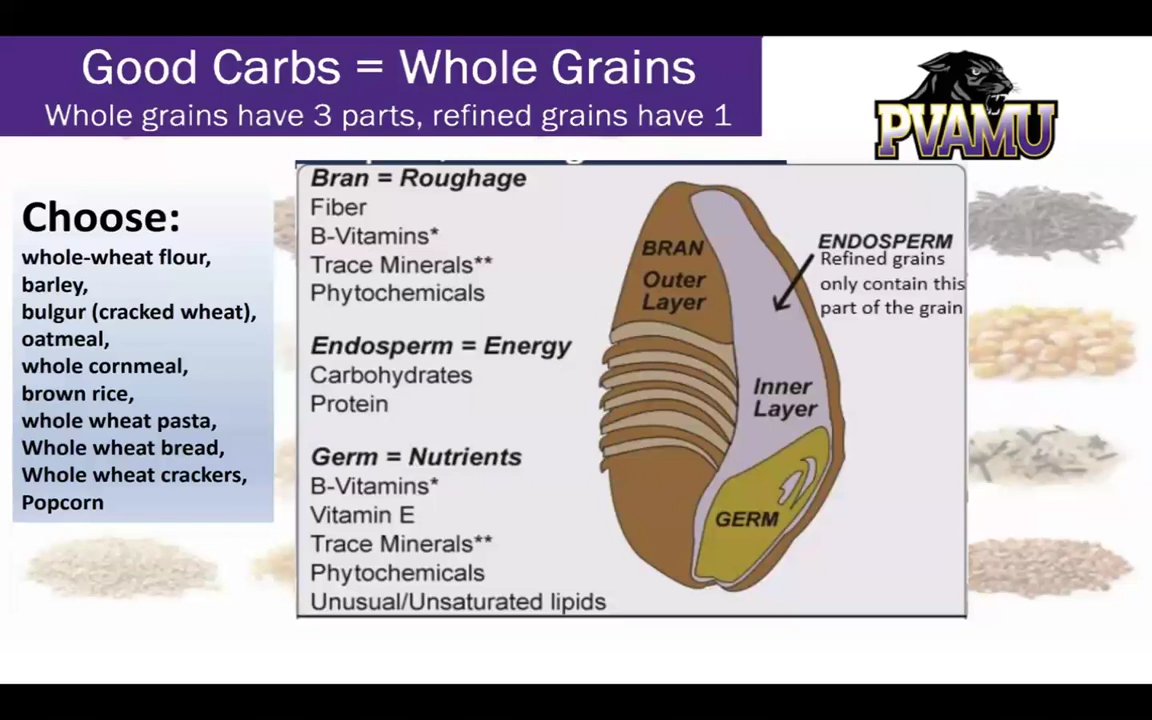 Good Carbs = Whole Grains
Whole grains have 3 parts, refined grains have 1
PVAMU
Choose:
whole-wheat flour,
barley,
bulgur (cracked wheat),
oatmeal,
whole cornmeal,
brown rice,
whole wheat pasta,
Whole wheat bread,
Whole wheat crackers,
Popcorn
Bran = Roughage
Fiber
B-Vitamins*
Trace Minerals**
Phytochemicals
Endosperm = Energy
Carbohydrates
Protein
Germ = Nutrients
B-Vitamins*
Vitamin E
Trace Minerals**
Phytochemicals
Unusual/Unsaturated lipids
BRAN
Outer
Layer
ENDOSPERM
Refined grains
only contain this
part of the grain
Inner
Layer
GERM